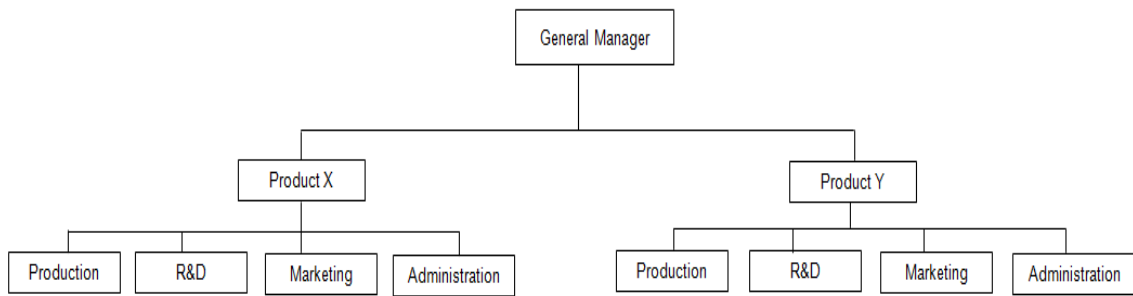 General Manager
Product X
Product Y
Production
R&D
Marketing
Administration
Production
R&D
Marketing
Administration